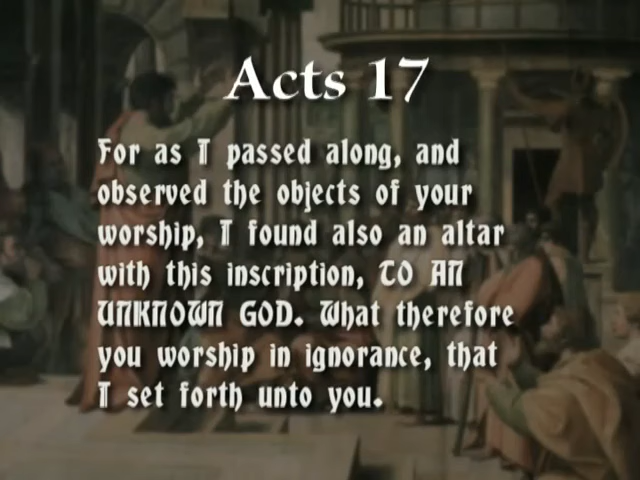 Acts 17
For as I passed along, and
observed the objects of your
worship, I found also an altar
with this inscription, TO AN
UNKNOWN GOD. What therefore
you worship in ignorance, that
I set forth unto you.